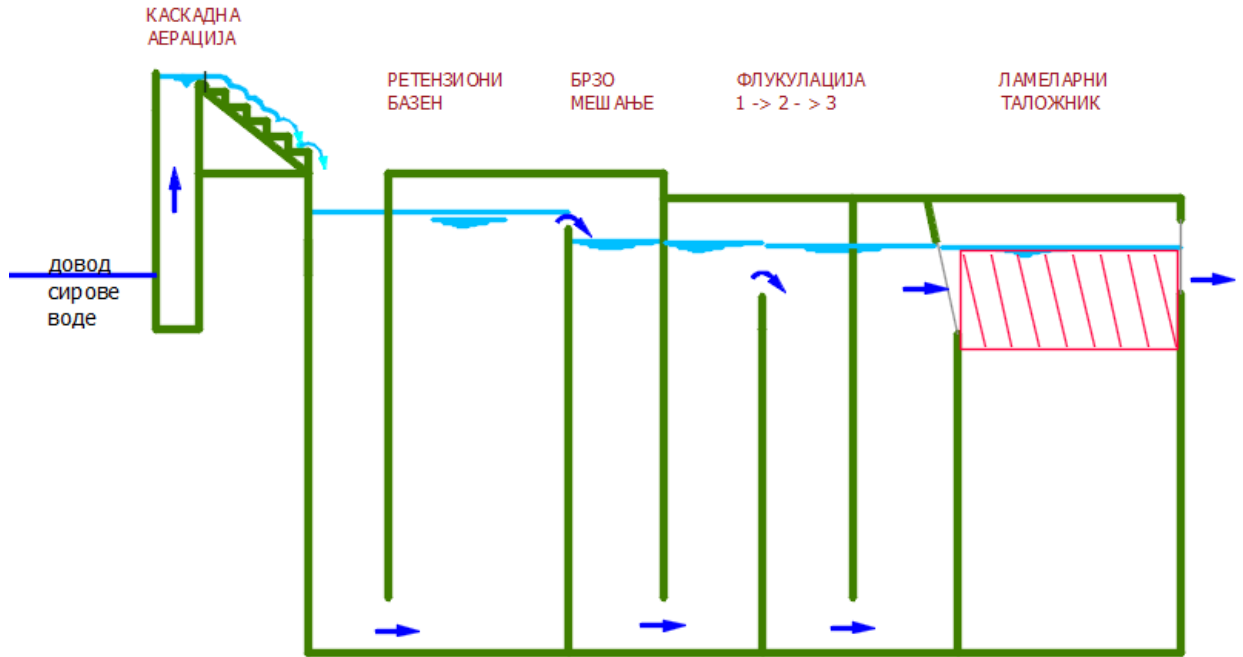 КАСКАДНА
АЕРАЦИЈА
РЕТЕНЗИОНИ
БАЗЕН
БРЗО
МЕШАЊЕ
ФЛУКУЛАЦИЈА
1 -> 2 - > 3
ЛАМЕЛАРНИ
ТАЛОЖНИК
довод
сирове
воде